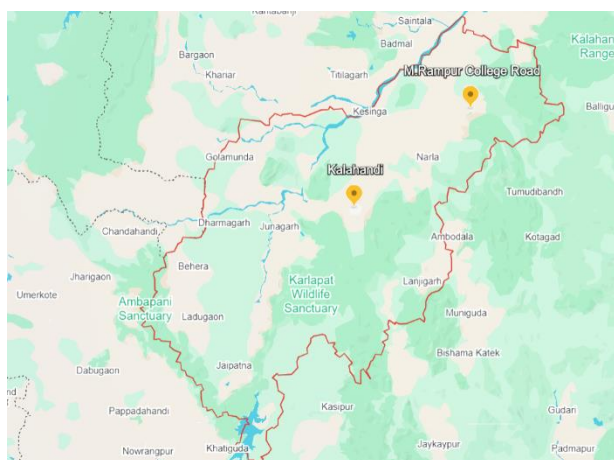 Kantabanji
Saintala
Bargaon
Badmal
Kalahan
Range
Khariar
Titilagarh
M.Rampur College Road
Balligu
Kesinga
Golamunda
Narla
Kalahandi
Tumudibandh
Dharmagarh
Junagarh
Chandahandi
Ambodala
Kotagad
Behera
Jharigaon
Karlapat
Wildlife
Sanctuary
Lanjigarh
Umerkote
Ambapani
Sanctuary
Ladugaon
Muniguda
Bishama Katek
Dabugaon
Jaipatna
Kasipur
Pappadahandi
Gudari
Nowrangpur
Khatiguda
Jaykaypur
Padmapur